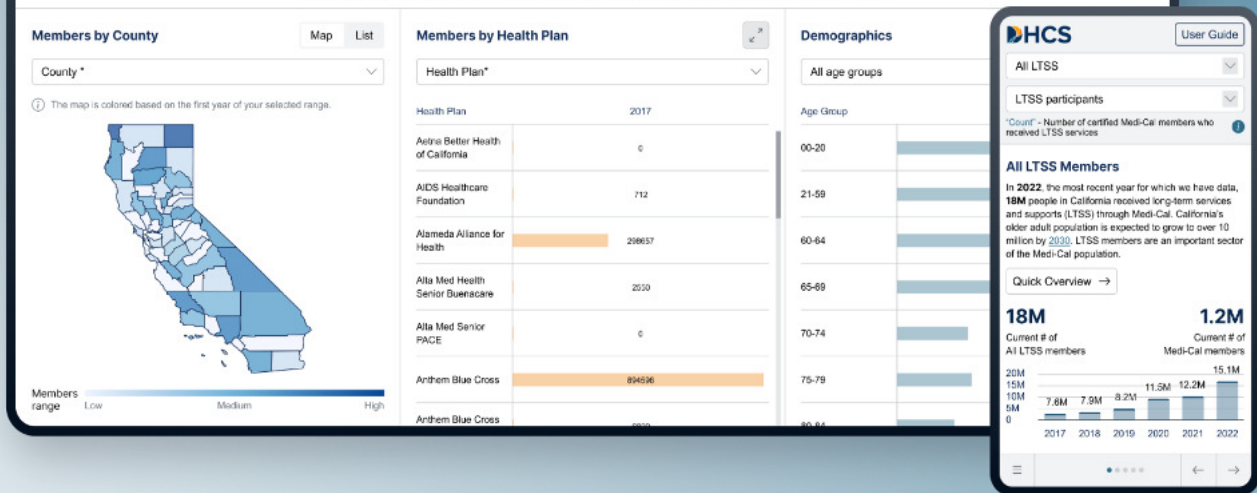 Members by County
Map List
County *
The map is colored based on the first year of your selected range.
Members range
Low Medium High
Members by Health Plan
Health Plan*
Health Plan 2017
Aetna Better Health
of California
0
AIDS Healthcare
Foundation
712
Alameda Alliance for
Health
298657
Alta Med Health
Senior Buenacare
2550
Alta Med Senior
PACE
0
Anthem Blue Cross
894596
Anthem Blue Cross
Demographics
All age groups
Age Group
00-20
21-59
60-64
65-69
70-74
75-79
80-84
DHCS
User Guide
All LTSS
LTSS participants
"Count" - Number of certified Medi-Cal members who
received LTSS services
All LTSS Members
In 2022, the most recent year for which we have data,
18M people in California received long-term services
and supports (LTSS) through Medi-Cal. California's
older adult population is expected to grow to over 10
million by 2030. LTSS members are an important sector
of the Medi-Cal population.
Quick Overview →
18M 1.2M
Current # of
All LTSS members
Current # of
Medi-Cal members
20M
15M
10M
5M
0
7.6M 7.9M 8.2M 11.5M 12.2M 15.1M
2017 2018 2019 2020 2021 2022